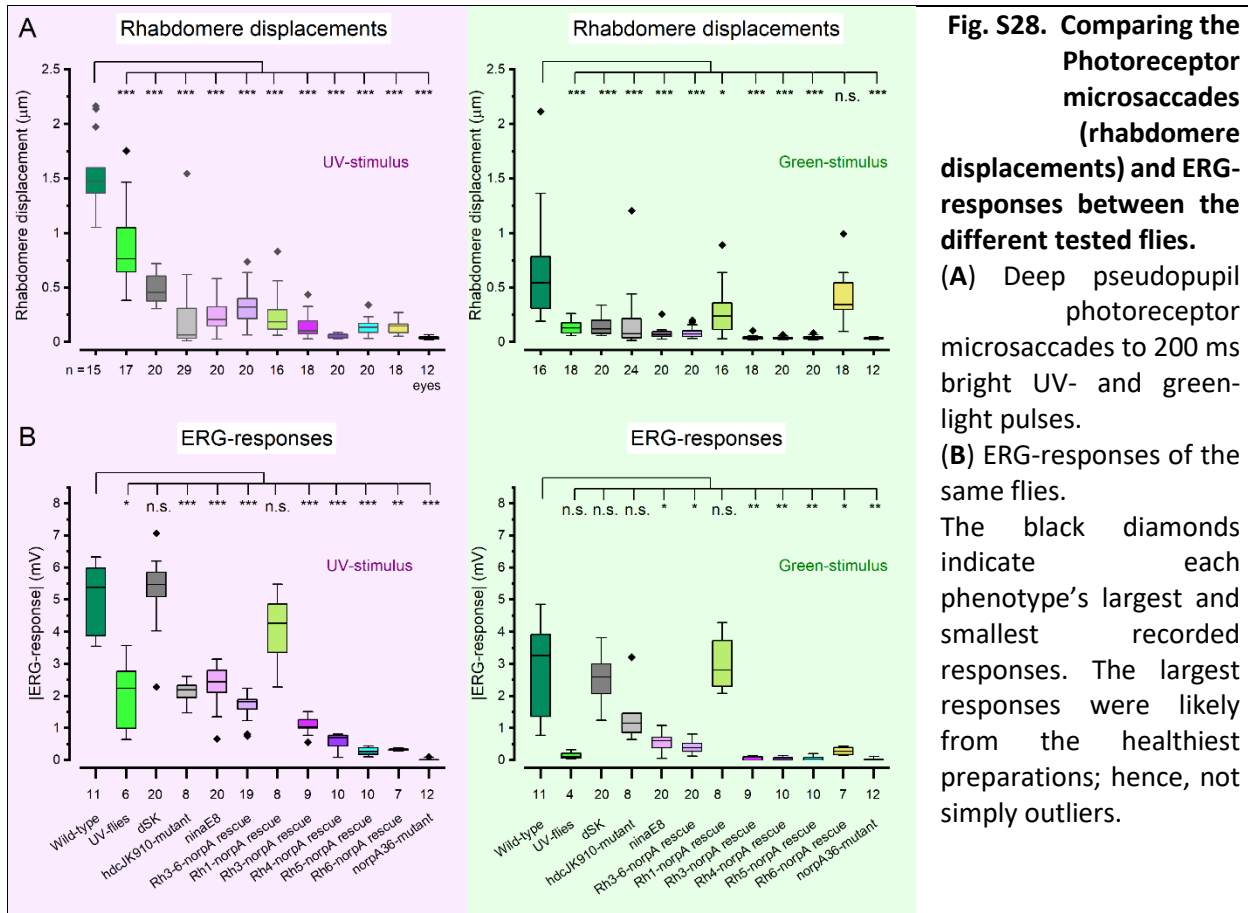 A
Rhabdomere displacements
*** *** *** *** *** *** *** *** *** *** ***
2.5
2
1.5
1
0.5
0
Rhabdomere displacement (µm)
UV-stimulus
n = 15 17 20 29 20 20 16 18 20 20 18 12
eyes
Rhabdomere displacements
*** *** *** *** *** * *** *** *** n.s. ***
2.5
2
1.5
1
0.5
0
Rhabdomere displacement (µm)
Green-stimulus
16 18 20 24 20 20 16 18 20 20 18 12
B
ERG-responses
* n.s. *** *** *** n.s. *** *** *** ** ***
8
7
6
5
4
3
2
1
0
|ERG-response| (mV)
UV-stimulus
11 6 20 8 20 19 8 9 10 10 7 12
Wild-type
UV-flies
dSK
hdcJK910-mutant
ninaE8
Rh3-6-norpA rescue
Rh1-norpA rescue
Rh3-norpA rescue
Rh4-norpA rescue
Rh5-norpA rescue
Rh6-norpA rescue
norpA36-mutant
ERG-responses
n.s. n.s. n.s. * * n.s. ** ** ** * **
8
7
6
5
4
3
2
1
0
|ERG-response| (mV)
Green-stimulus
11 4 20 8 20 20 8 9 10 10 7 12
Wild-type
UV-flies
dSK
hdcJK910-mutant
ninaE8
Rh3-6-norpA rescue
Rh1-norpA rescue
Rh3-norpA rescue
Rh4-norpA rescue
Rh5-norpA rescue
Rh6-norpA rescue
norpA36-mutant
Fig. S28. Comparing the
Photoreceptor
microsaccades
(rhabdomere
displacements) and ERG-
responses between the
different tested flies.
(A) Deep pseudopupil
photoreceptor
microsaccades to 200 ms
bright UV- and green-
light pulses.
(B) ERG-responses of the
same flies.
The black diamonds
indicate each
phenotype's largest and
smallest recorded
responses. The largest
responses were likely
from the healthiest
preparations; hence, not
simply outliers.